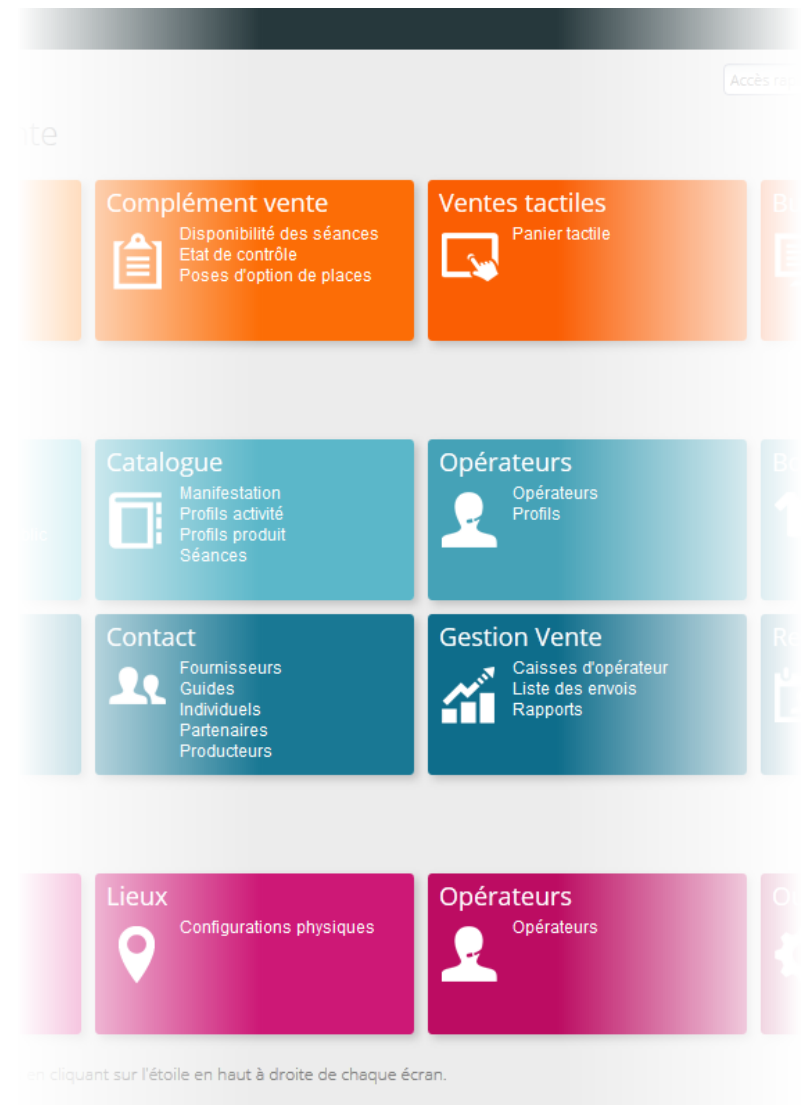 Accès
te
Complément vente
Disponibilité des séances
Etat de contrôle
Poses d'option de places
Ventes tactiles
Panier tactile
Catalogue
Manifestation
Profils activité
Profils produit
Séances
Opérateurs
Opérateurs
Profils
Contact
Fournisseurs
Guides
Individuels
Partenaires
Producteurs
Gestion Vente
Caisses d'opérateur
Liste des envois
Rapports
Lieux
Configurations physiques
Opérateurs
Opérateurs
en cliquant sur l'étoile en haut à droite de chaque écran.